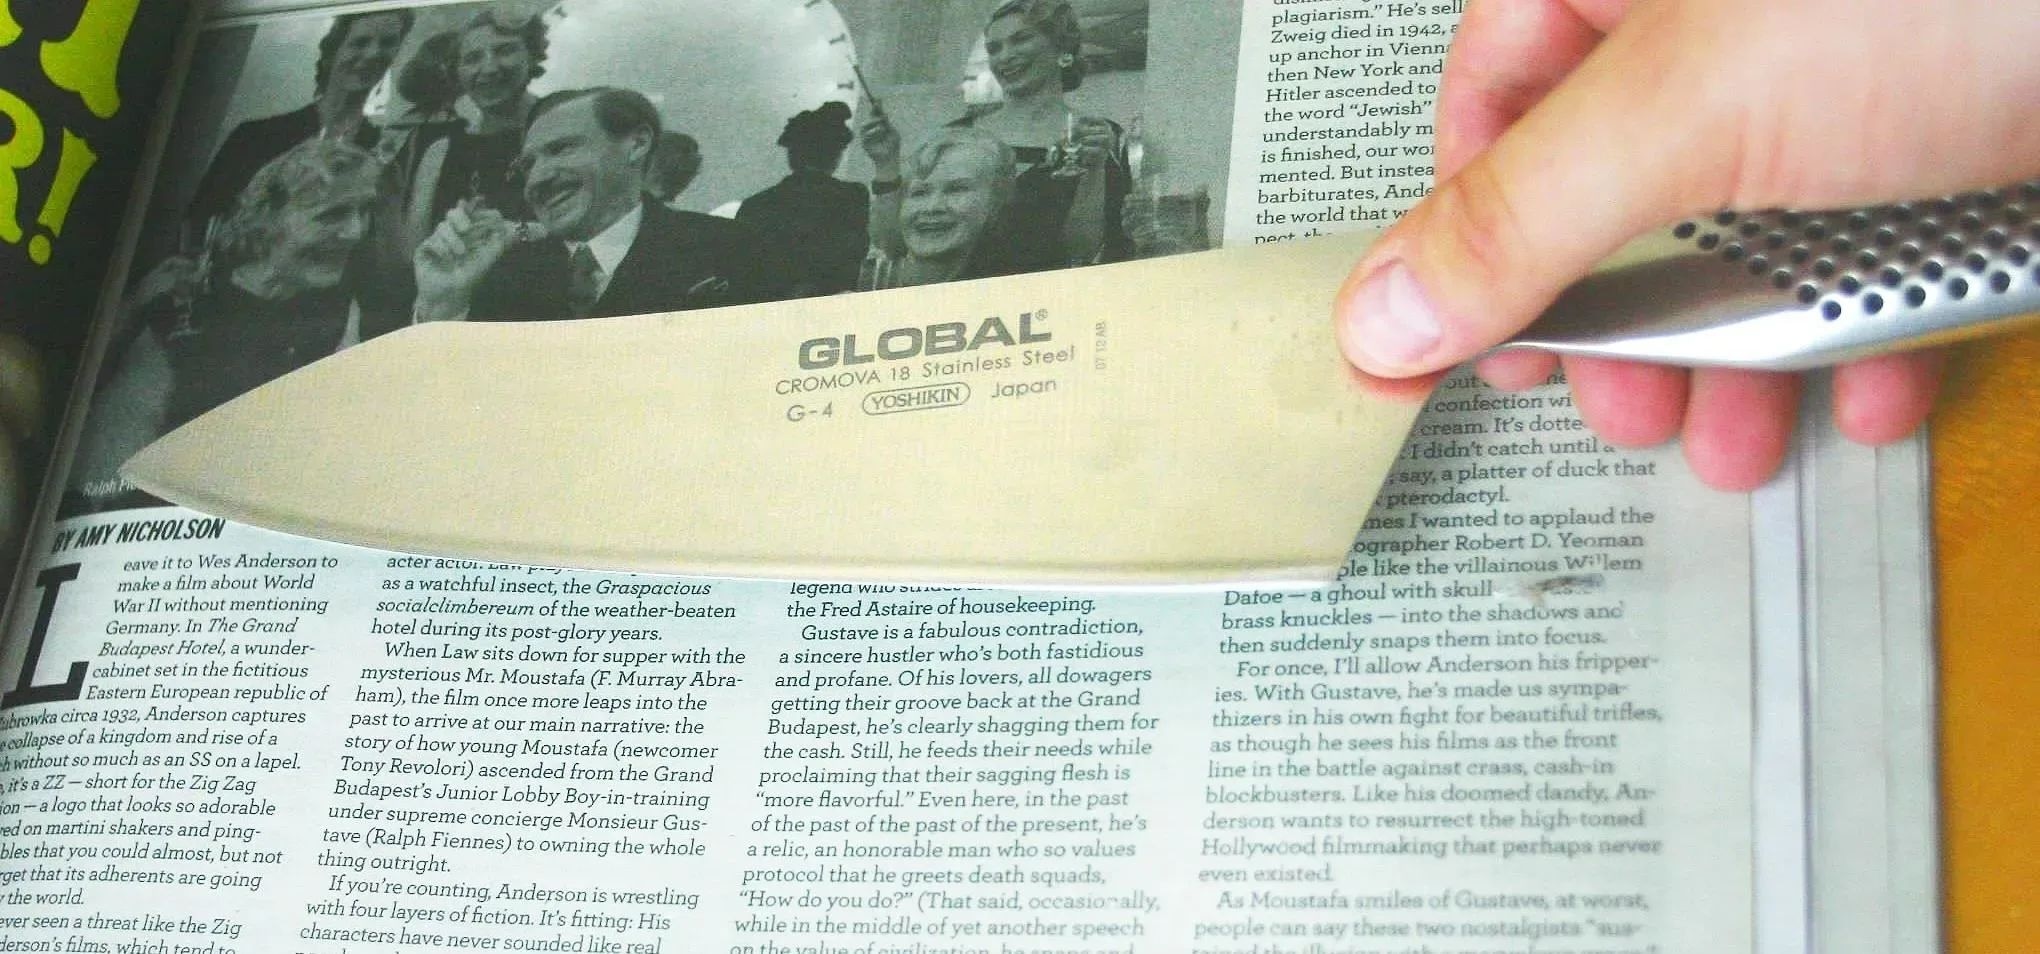 R!
plagiarism." He's sell
Zweig died in 1942,
up anchor in Vienn
then New York and
Hitler ascended to
the word "Jewish"
understandably m
is finished, our wo
mented. But instea
barbiturates, Ande
the world that w
GLOBAL®
CROMOVA 18 Stainless Steel
G-4 YOSHIKIN Japan
Ralph
BY AMY NICHOLSON
Leave it to Wes Anderson to
make a film about World
War II without mentioning
Germany. In The Grand
Budapest Hotel, a wunder-
cabinet set in the fictitious
Eastern European republic of
ubrowka circa 1932, Anderson captures
collapse of a kingdom and rise of a
h without so much as an SS on a lapel.
it's a ZZ — short for the Zig Zag
ion — a logo that looks so adorable
ed on martini shakers and ping-
bles that you could almost, but not
rget that its adherents are going
the world.
ever seen a threat like the Zig
derson's films, which tend to
acter actor. Law
as a watchful insect, the Graspacious
socialclimbereum of the weather-beaten
hotel during its post-glory years.
When Law sits down for supper with the
mysterious Mr. Moustafa (F. Murray Abra-
ham), the film once more leaps into the
past to arrive at our main narrative: the
story of how young Moustafa (newcomer
Tony Revolori) ascended from the Grand
Budapest's Junior Lobby Boy-in-training
under supreme concierge Monsieur Gus-
tave (Ralph Fiennes) to owning the whole
thing outright.
If you're counting, Anderson is wrestling
with four layers of fiction. It's fitting: His
characters have never sounded like real
legend who
the Fred Astaire of housekeeping.
Gustave is a fabulous contradiction,
a sincere hustler who's both fastidious
and profane. Of his lovers, all dowagers
getting their groove back at the Grand
Budapest, he's clearly shagging them for
the cash. Still, he feeds their needs while
proclaiming that their sagging flesh is
"more flavorful." Even here, in the past
of the past of the past of the present, he's
a relic, an honorable man who so values
protocol that he greets death squads,
"How do you do?" (That said, occasionally,
while in the middle of yet another speech
on the value of civilization, he snaps and
confection wi
cream. It's dotte
I didn't catch until
say, a platter of duck that
pterodactyl.
mes I wanted to applaud the
ographer Robert D. Yeoman
ple like the villainous Willem
Dafoe — a ghoul with skull
brass knuckles — into the shadows and
then suddenly snaps them into focus.
For once, I'll allow Anderson his fripper-
ies. With Gustave, he's made us sympa-
thizers in his own fight for beautiful trifles,
as though he sees his films as the front
line in the battle against crass, cash-in
blockbusters. Like his doomed dandy, An-
derson wants to resurrect the high-toned
Hollywood filmmaking that perhaps never
even existed.
As Moustafa smiles of Gustave, at worst,
people can say these two nostalgists "sus-